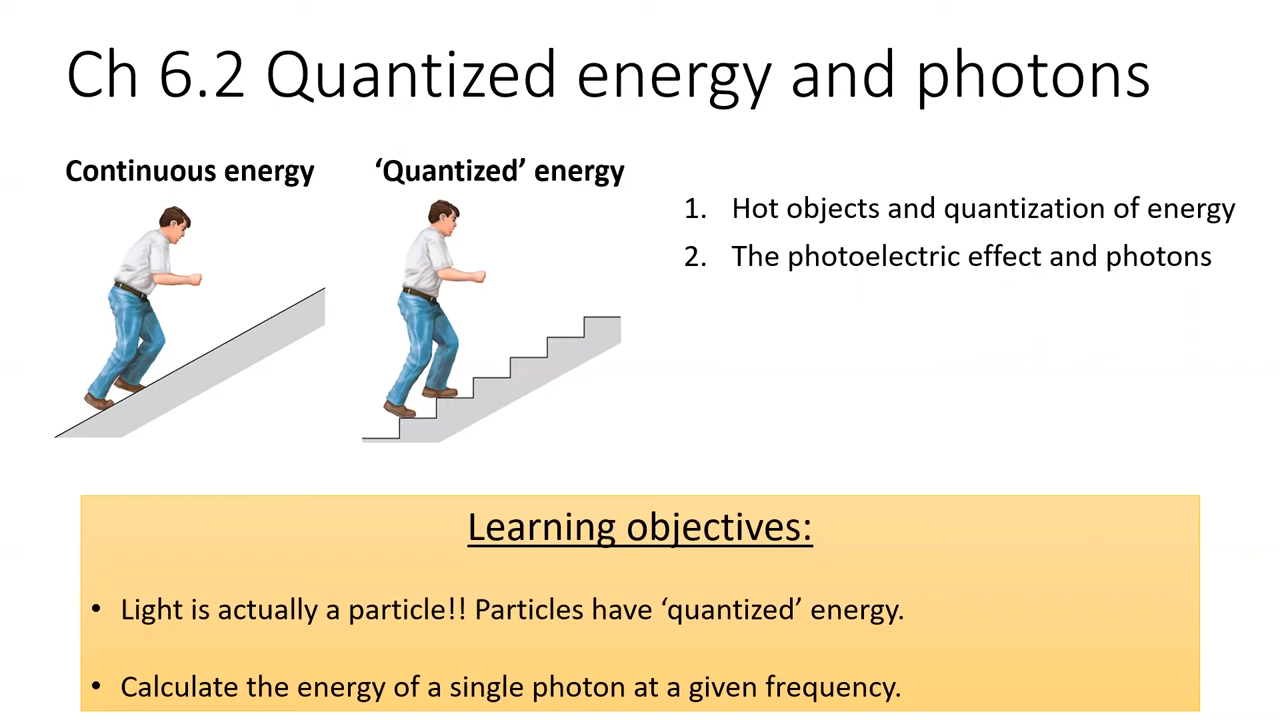 Ch 6.2 Quantized energy and photons
Continuous energy
‘Quantized’ energy
1. Hot objects and quantization of energy
2. The photoelectric effect and photons
Learning objectives:
• Light is actually a particle!! Particles have ‘quantized’ energy.
• Calculate the energy of a single photon at a given frequency.